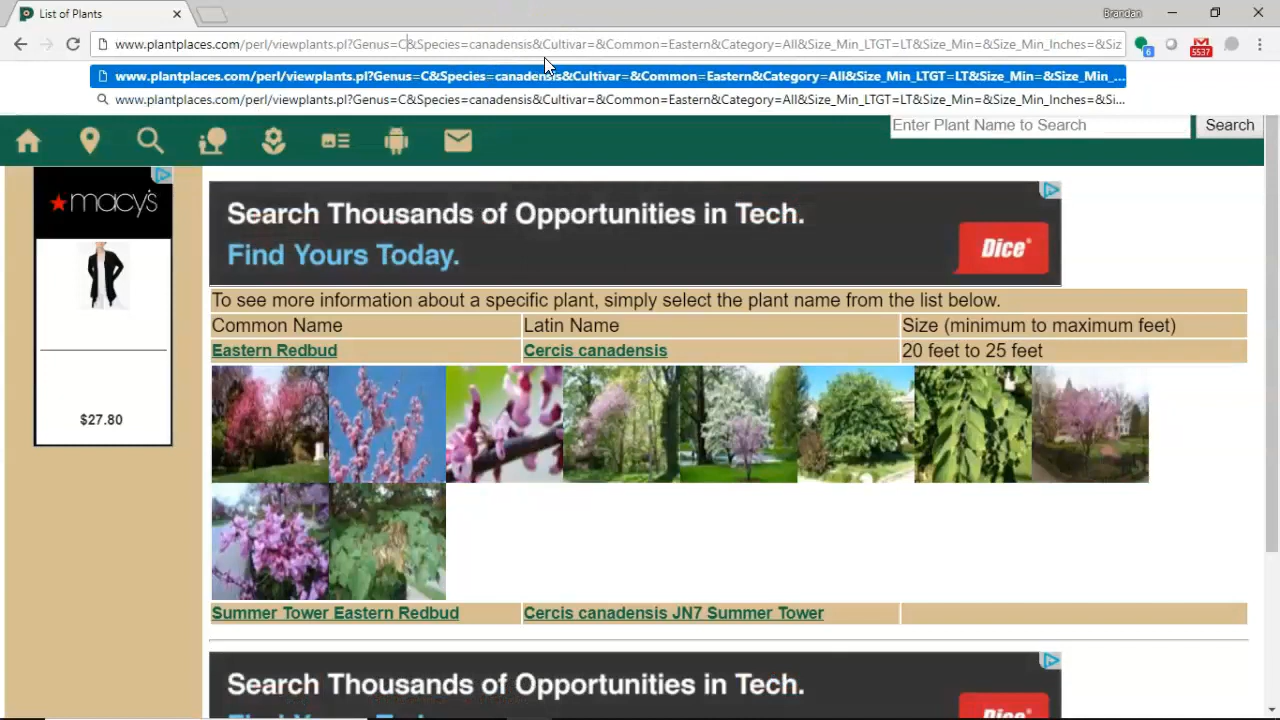 List of Plants
Brandan
www.plantplaces.com/perl/viewplants.pl?Genus=C&Species=canadensis&Cultivar=&Common=Eastern&Category=All&Size_Min_LTGT=LT&Size_Min=&Size_Min_Inches=&Siz
6
5537
www.plantplaces.com/perl/viewplants.pl?Genus=C&Species=canadensis&Cultivar=&Common=Eastern&Category=All&Size_Min_LTGT=LT&Size_Min=&Size_Min_...
www.plantplaces.com/perl/viewplants.pl?Genus=C&Species=canadensis&Cultivar=&Common=Eastern&Category=All&Size_Min_LTGT=LT&Size_Min=&Size_Min_Inches=&Si...
Enter Plant Name to Search
Search
macy's
$27.80
Search Thousands of Opportunities in Tech.
Find Yours Today.
Dice
To see more information about a specific plant, simply select the plant name from the list below.
Common Name Latin Name Size (minimum to maximum feet)
Eastern Redbud Cercis canadensis 20 feet to 25 feet
Summer Tower Eastern Redbud Cercis canadensis JN7 Summer Tower
Search Thousands of Opportunities in Tech.
Dice